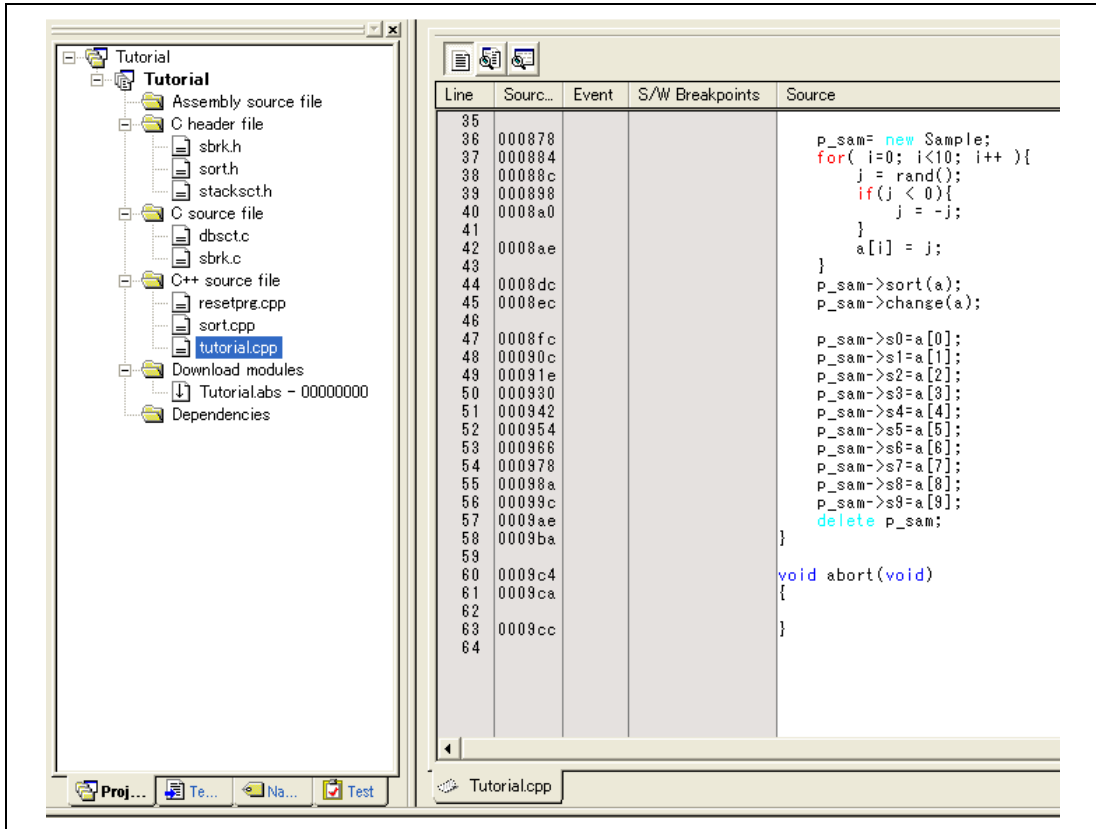 Tutorial
Tutorial
Assembly source file
C header file
sbrk.h
sort.h
stacksct.h
C source file
dbsct.c
sbrk.c
C++ source file
resetprg.cpp
sort.cpp
tutorial.cpp
Download modules
Tutorial.abs - 00000000
Dependencies
Proj... Te... Na... Test
Line Sourc... Event S/W Breakpoints Source
35
36 000878 p_sam= new Sample;
37 000884 for( i=0; i<10; i++ ){
38 00088c j = rand();
39 000898 if(j < 0){
40 0008a0 j = -j;
41 }
42 0008ae a[i] = j;
43 }
44 0008dc p_sam->sort(a);
45 0008ec p_sam->change(a);
46
47 0008fc p_sam->s0=a[0];
48 00090c p_sam->s1=a[1];
49 00091e p_sam->s2=a[2];
50 000930 p_sam->s3=a[3];
51 000942 p_sam->s4=a[4];
52 000954 p_sam->s5=a[5];
53 000966 p_sam->s6=a[6];
54 000978 p_sam->s7=a[7];
55 00098a p_sam->s8=a[8];
56 00099c p_sam->s9=a[9];
57 0009ae delete p_sam;
58 0009ba }
59
60 0009c4 void abort(void)
61 0009ca {
62
63 0009cc }
64
Tutorial.cpp